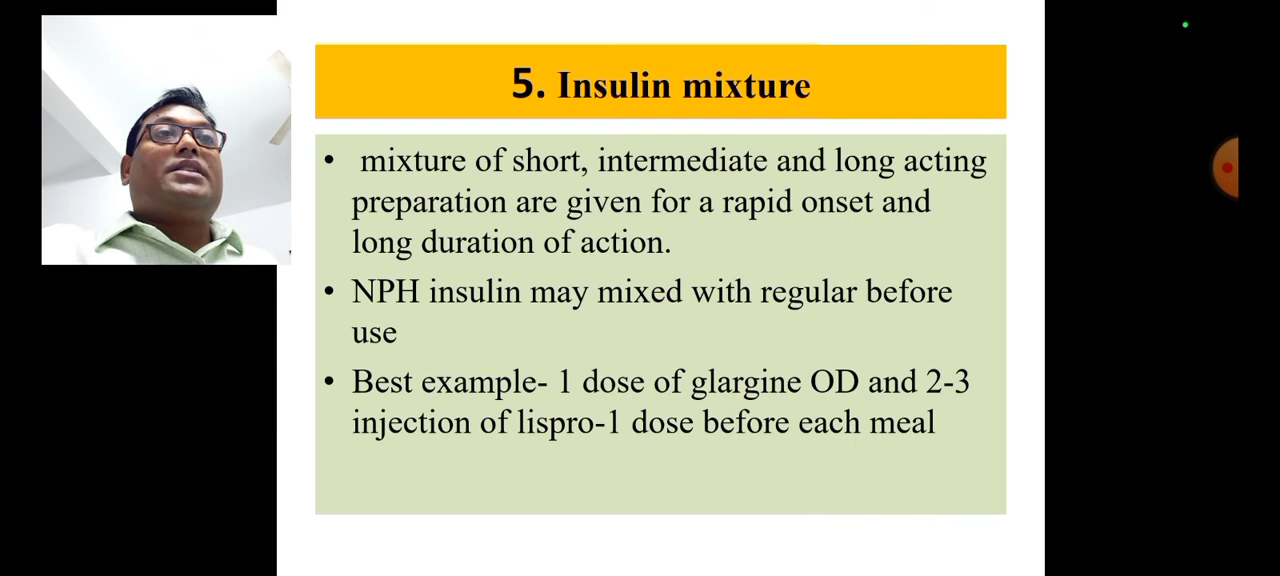 5. Insulin mixture
• mixture of short, intermediate and long acting
preparation are given for a rapid onset and
long duration of action.
• NPH insulin may mixed with regular before
use
• Best example- 1 dose of glargine OD and 2-3
injection of lispro-1 dose before each meal